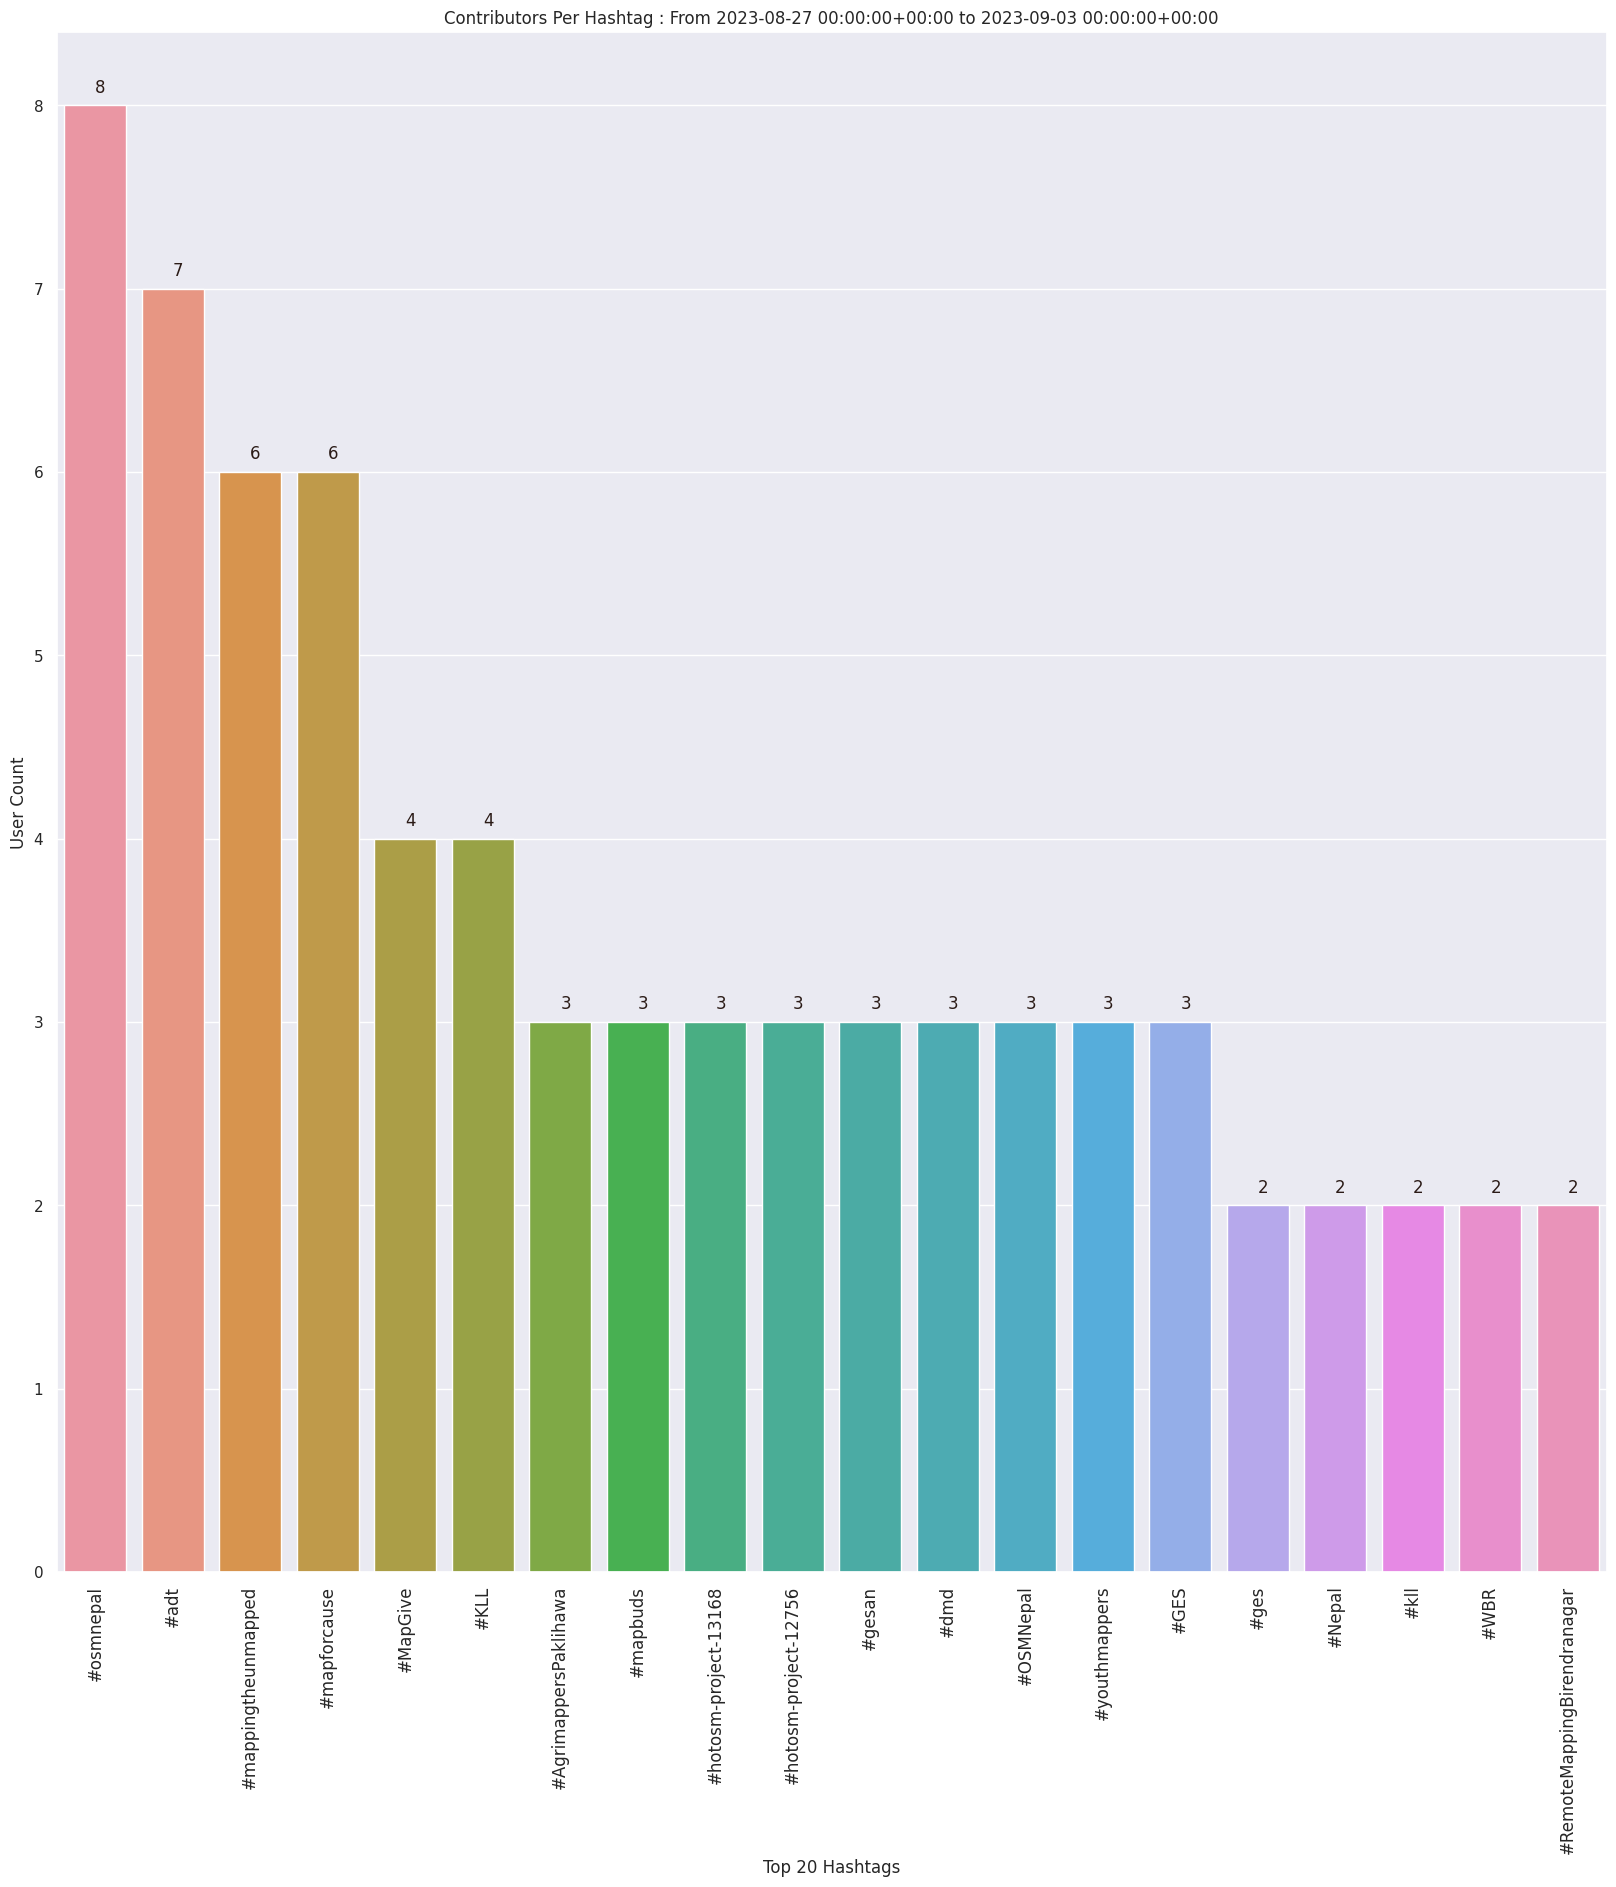 Contributors Per Hashtag : From 2023-08-27 00:00:00+00:00 to 2023-09-03 00:00:00+00:00
User Count
8
7
6
5
4
3
2
1
0
8
7
6
6
4
4
3
3
3
3
3
3
3
3
3
2
2
2
2
2
#osmnepal
#adt
#mappingtheunmapped
#mapforcause
#MapGive
#KLL
#AgrimappersPaklihawa
#mapbuds
#hotosm-project-13168
#hotosm-project-12756
#gesan
#dmd
#OSMNepal
#youthmappers
#GES
#ges
#Nepal
#kll
#WBR
#RemoteMappingBirendranagar
Top 20 Hashtags